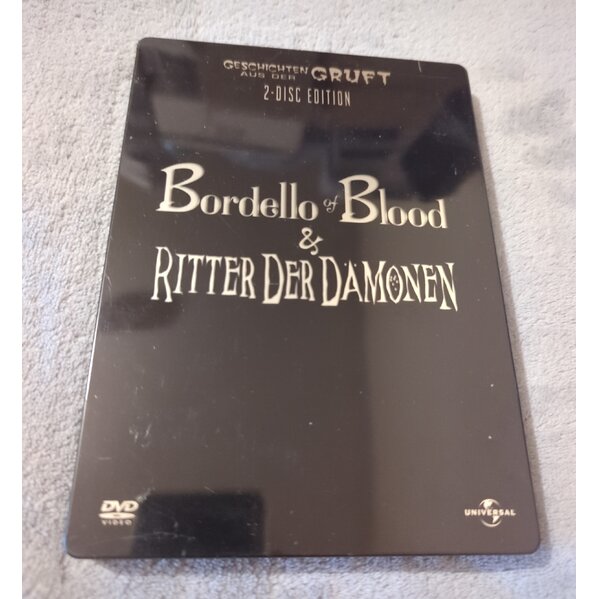 GESCHICHTEN
AUS DER GRUFT
2-DISC EDITION
Bordello of Blood
&
RITTER DER DÄMONEN
DVD
VIDEO
UNIVERSAL